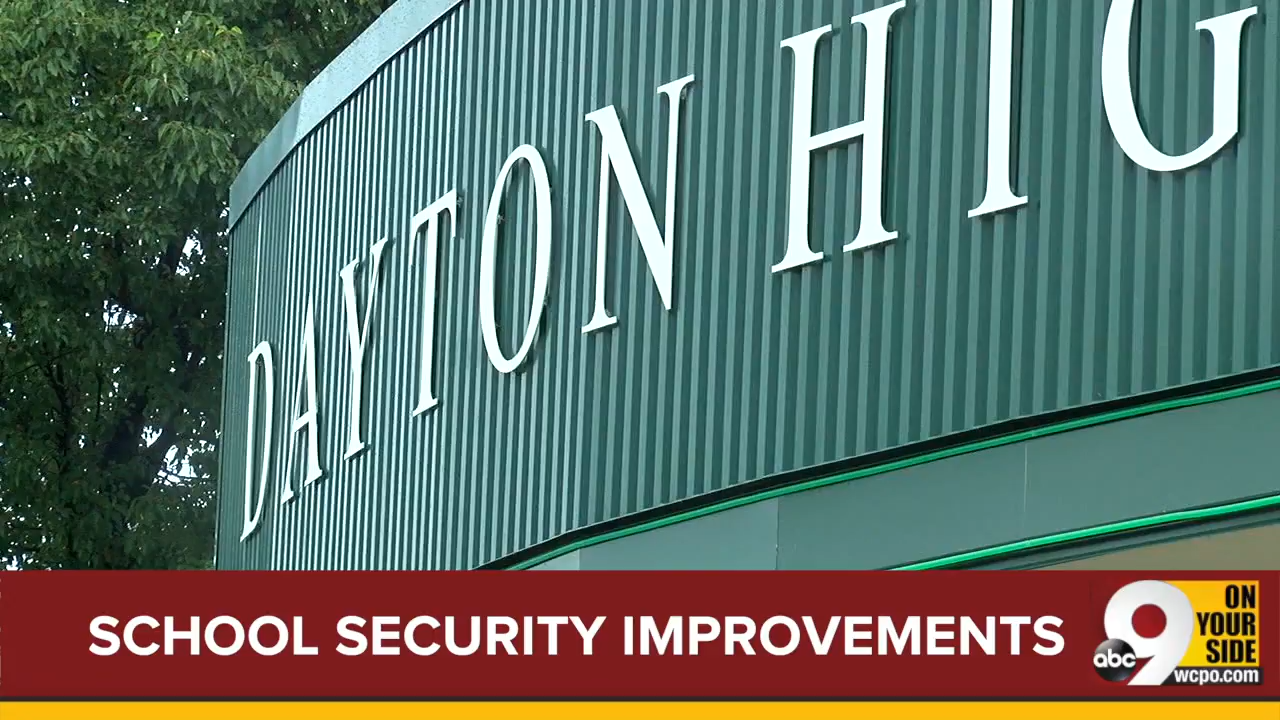 DAYTON HIG
SCHOOL SECURITY IMPROVEMENTS
abc 9
ON
YOUR
SIDE
wcpo.com